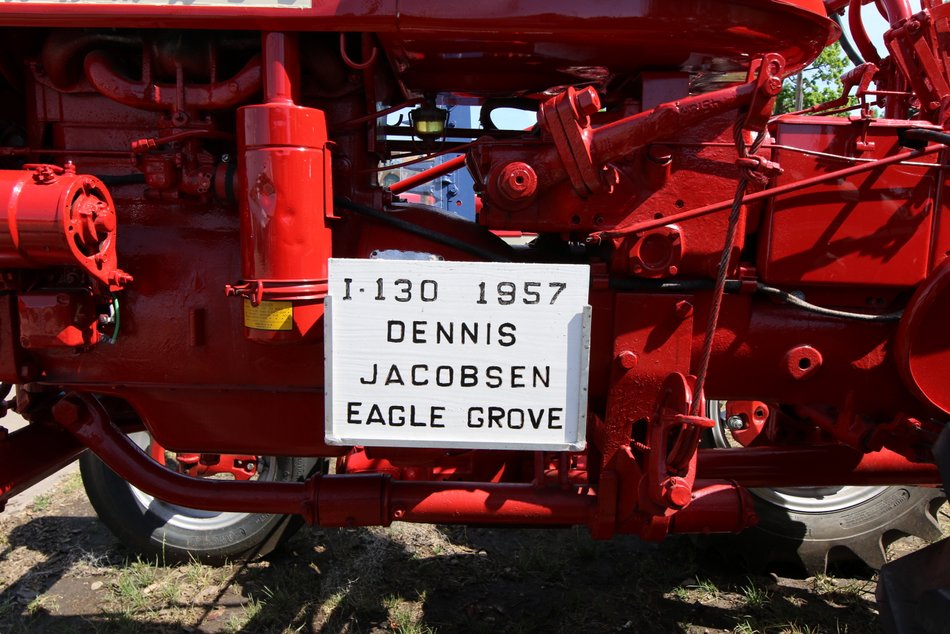 I-130 1957
DENNIS
JACOBSEN
EAGLE GROVE